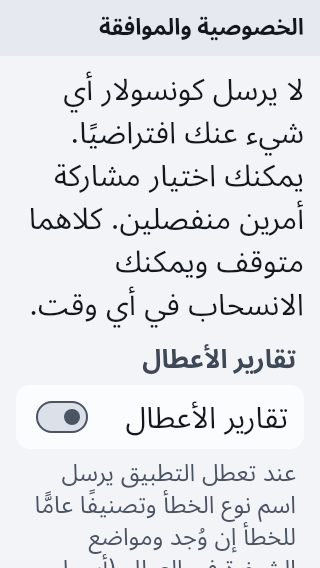 الخصوصية والموافقة
لا يرسل كونسولار أي
شيء عنك افتراضيًا.
يمكنك اختيار مشاركة
أمرين منفصلين. كلاهما
متوقف ويمكنك
الانسحاب في أي وقت.
تقارير الأعطال
تقارير الأعطال
عند تعطل التطبيق يرسل
اسم نوع الخطأ وتصنيفًا عامًّا
للخطأ إن وُجد ومواضع